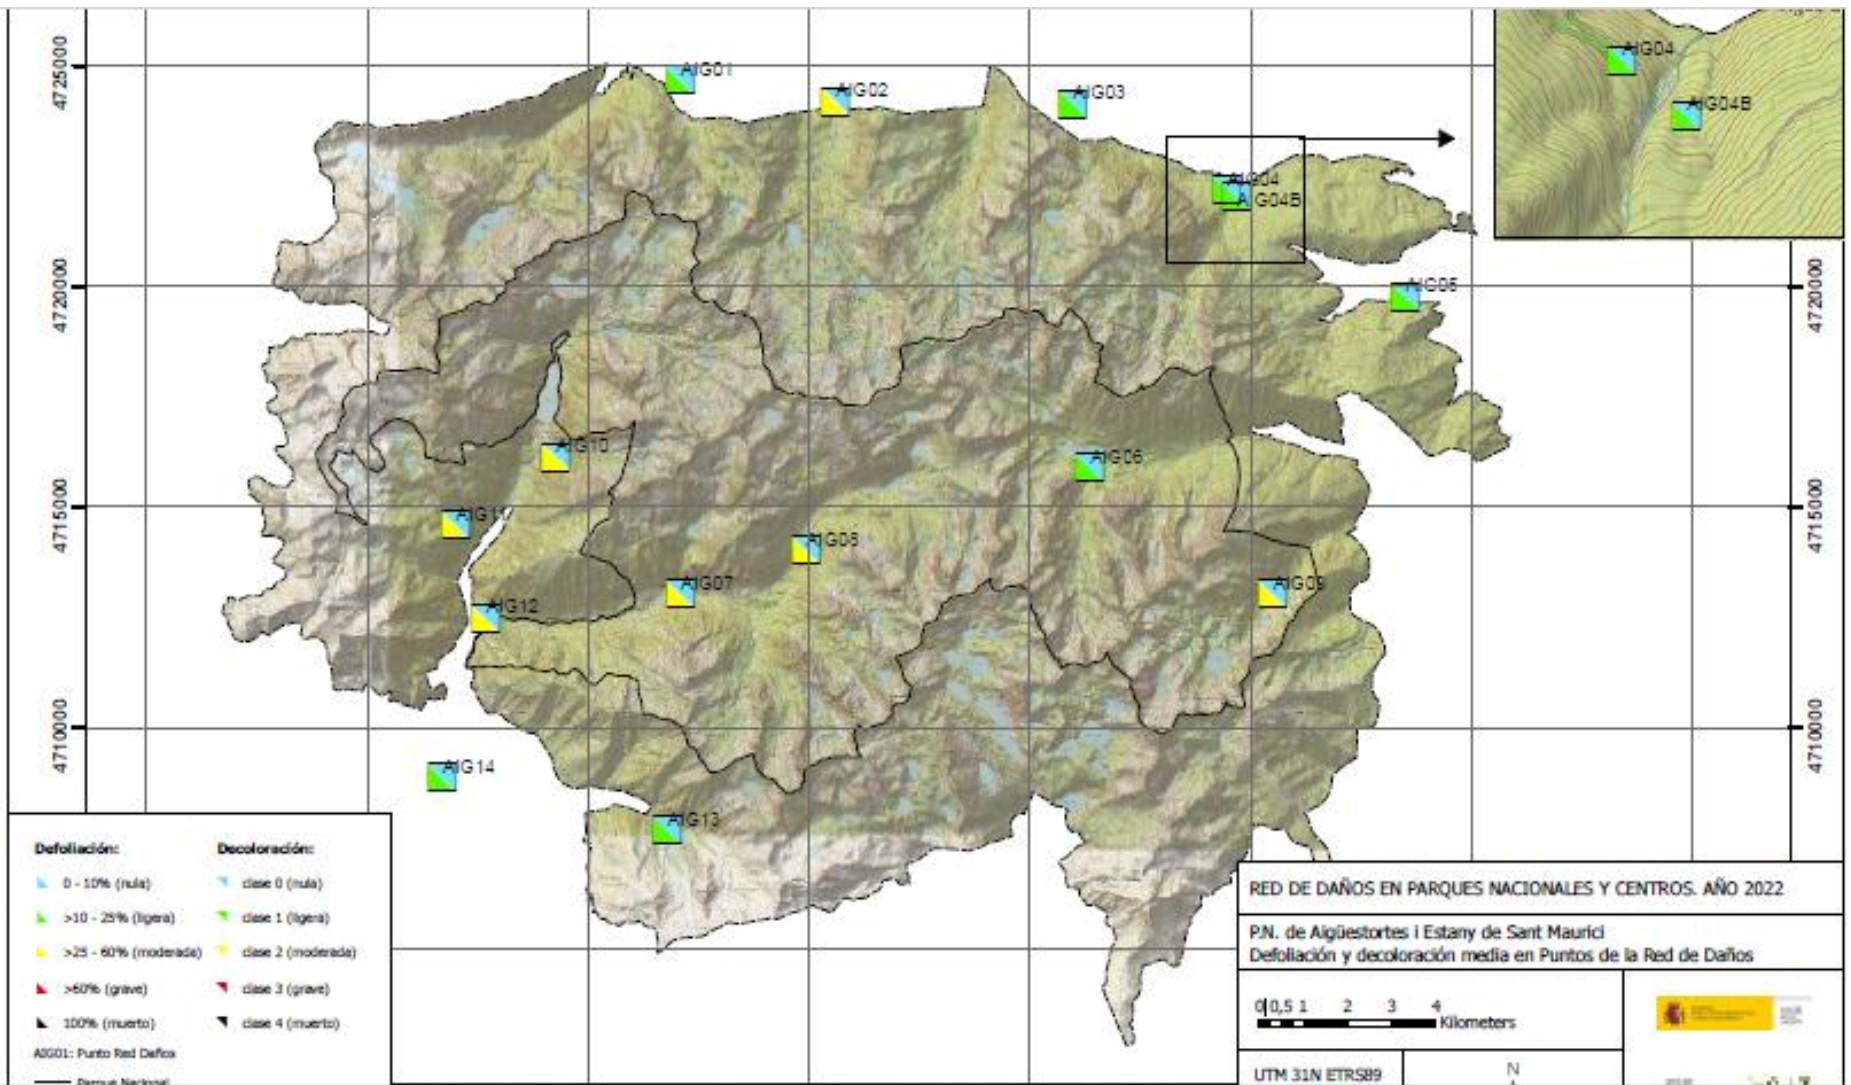 4725000
4720000
4715000
4710000
AIG01
AIG02
AIG03
AIG04
AIG04B
AIG04
AIG04B
AIG05
AIG10
AIG06
AIG11
AIG08
AIG07
AIG09
AIG12
AIG14
AIG13
4720000
4715000
4710000
Defoliación:
0 - 10% (nula)
>10 - 25% (ligera)
>25 - 60% (moderada)
>60% (grave)
100% (muerto)
AIG01: Punto Red Daños
Parque Nacional
Decoloración:
clase 0 (nula)
clase 1 (ligera)
clase 2 (moderada)
clase 3 (grave)
clase 4 (muerto)
RED DE DAÑOS EN PARQUES NACIONALES Y CENTROS. AÑO 2022
P.N. de Aigüestortes i Estany de Sant Maurici
Defoliación y decoloración media en Puntos de la Red de Daños
0 0,5 1 2 3 4
Kilometers
UTM 31N ETRS89
N